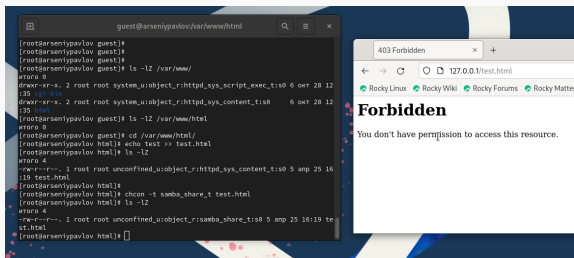 guest@arseniypavlov:/var/www/html
[root@arseniypavlov guest]#
[root@arseniypavlov guest]#
[root@arseniypavlov guest]#
[root@arseniypavlov guest]# ls -lZ /var/www/
итого 0
drwxr-xr-x. 2 root root system_u:object_r:httpd_sys_script_exec_t:s0 6 окт 28 12
:35 cgi-bin
drwxr-xr-x. 2 root root system_u:object_r:httpd_sys_content_t:s0 6 окт 28 12
:35 html
[root@arseniypavlov guest]# ls -lZ /var/www/html
итого 0
[root@arseniypavlov guest]# cd /var/www/html/
[root@arseniypavlov html]# echo test >> test.html
[root@arseniypavlov html]# ls -lZ
итого 4
-rw-r--r--. 1 root root unconfined_u:object_r:httpd_sys_content_t:s0 5 апр 25 16
:19 test.html
[root@arseniypavlov html]#
[root@arseniypavlov html]# chcon -t samba_share_t test.html
[root@arseniypavlov html]# ls -lZ
итого 4
-rw-r--r--. 1 root root unconfined_u:object_r:samba_share_t:s0 5 апр 25 16:19 te
st.html
[root@arseniypavlov html]#
403 Forbidden
127.0.0.1/test.html
Rocky Linux Rocky Wiki Rocky Forums Rocky Matter
Forbidden
You don't have permission to access this resource.